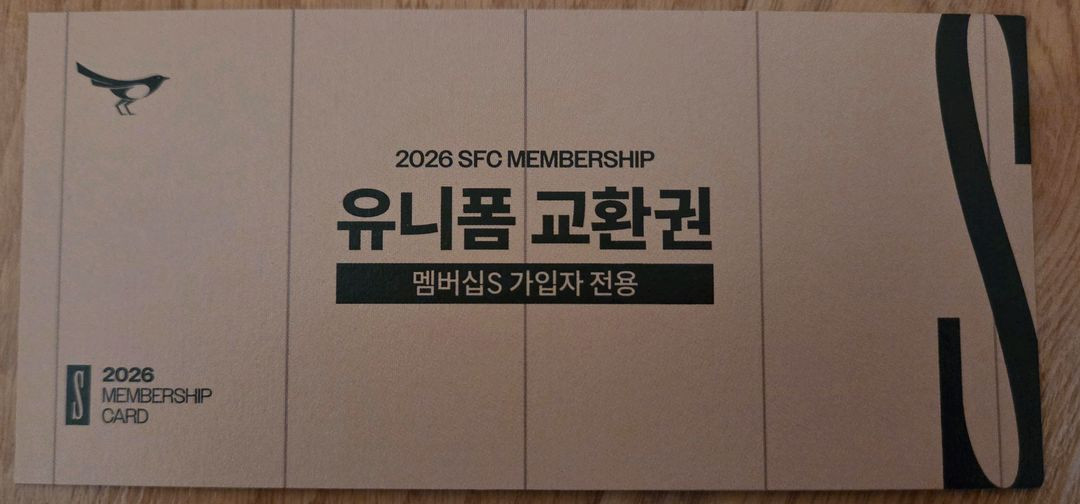 2026 SFC MEMBERSHIP
유니폼 교환권
멤버십S 가입자 전용
S
2026
MEMBERSHIP
CARD
S